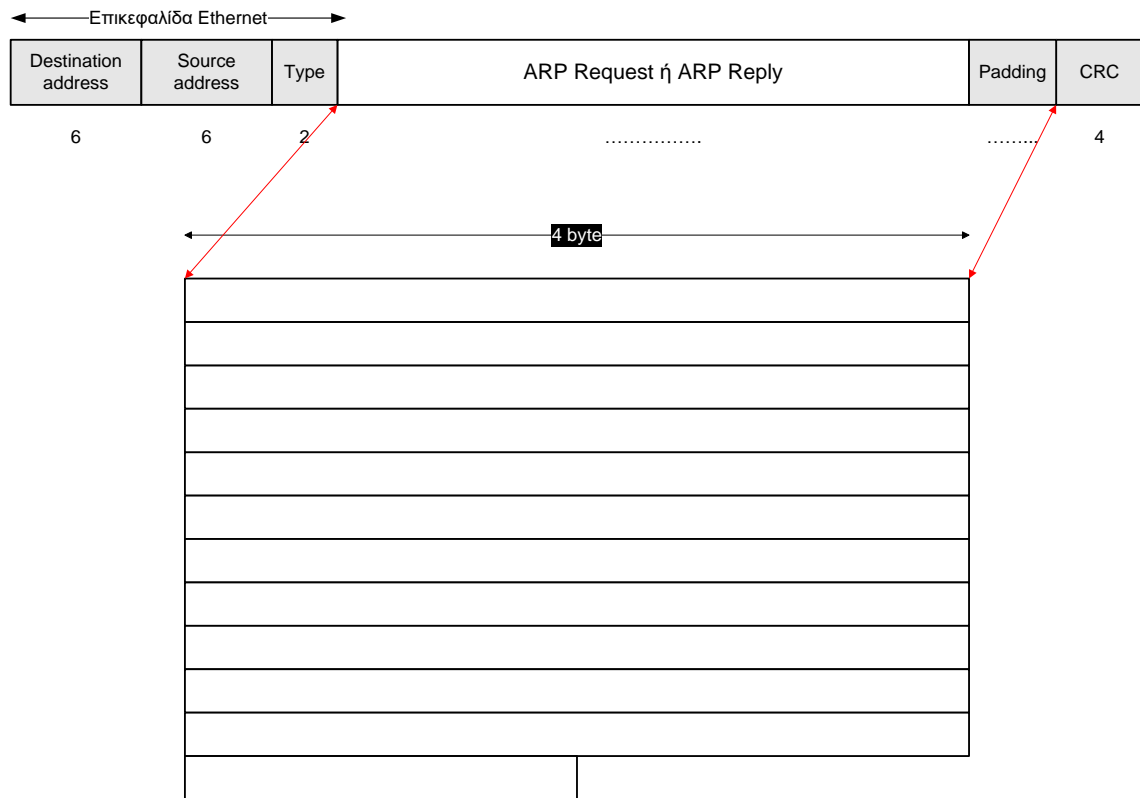 Επικεφαλίδα Ethernet
Destination address
Source address
Type
ARP Request ή ARP Reply
Padding
CRC
6
6
2
……………
……...
4
4 byte